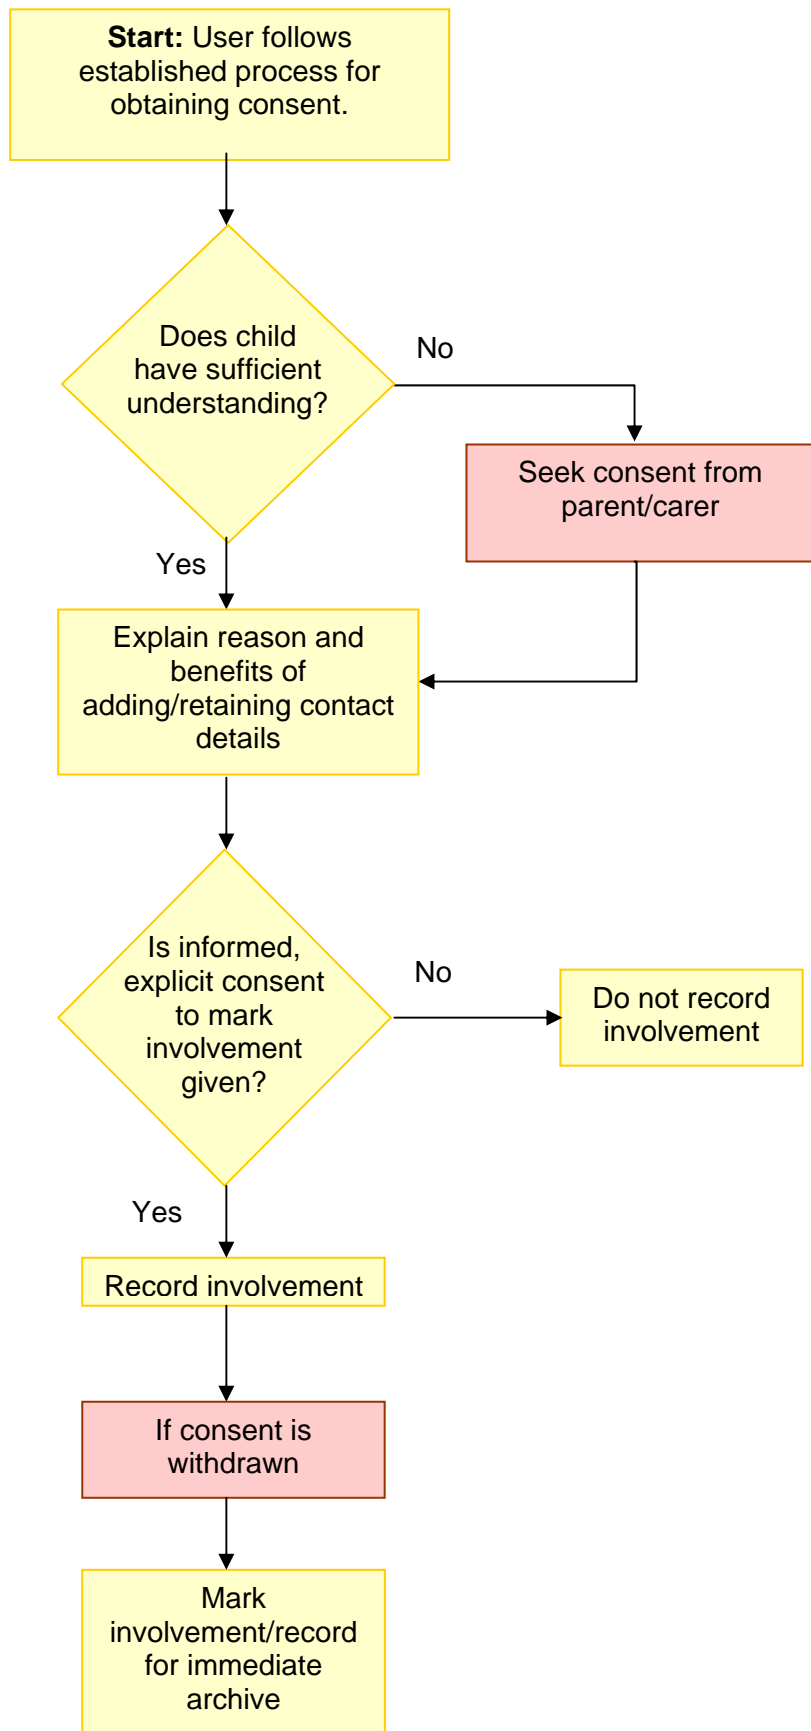 Start: User follows
established process for
obtaining consent.
Does child
have sufficient
understanding?
No
Seek consent from
parent/carer
Yes
Explain reason and
benefits of
adding/retaining contact
details
Is informed,
explicit consent
to mark
involvement
given?
No
Do not record
involvement
Yes
Record involvement
If consent is
withdrawn
Mark
involvement/record
for immediate
archive